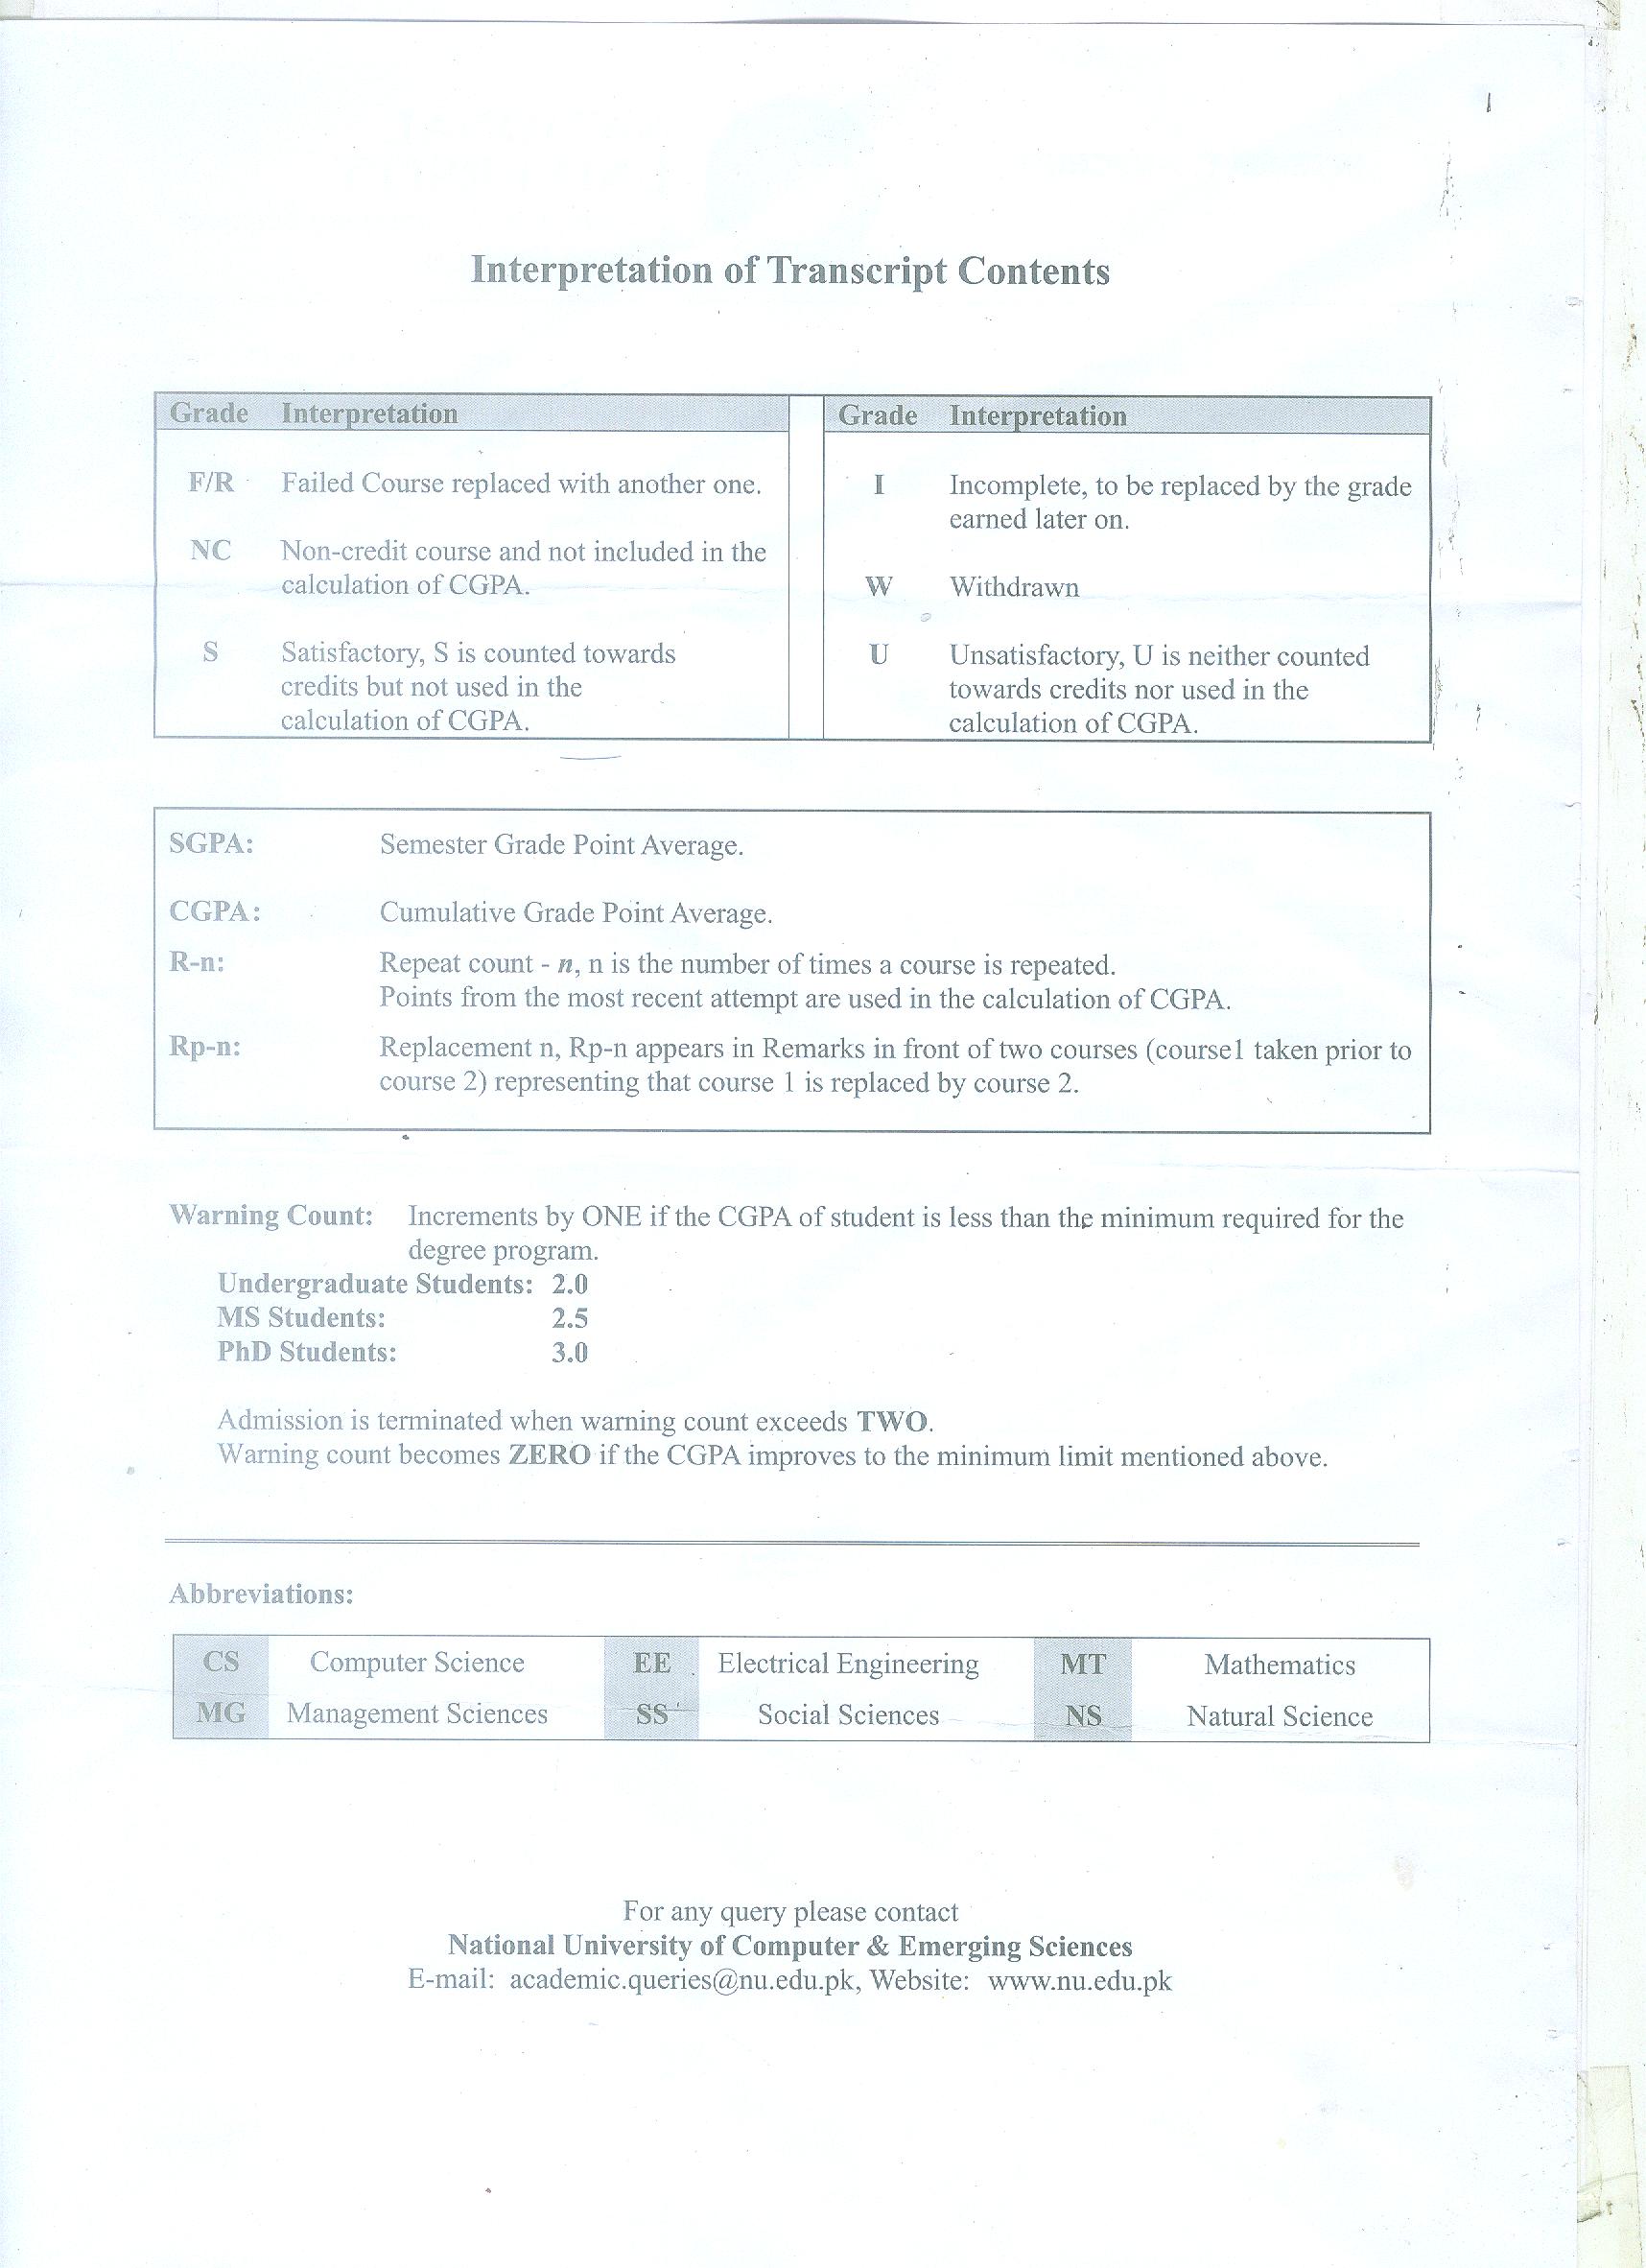 Interpretation of Transcript Contents
Grade Interpretation
F/R Failed Course replaced with another one.
NC Non-credit course and not included in the
calculation of CGPA.
S Satisfactory, S is counted towards
credits but not used in the
calculation of CGPA.
Grade Interpretation
I Incomplete, to be replaced by the grade
earned later on.
W Withdrawn
U Unsatisfactory, U is neither counted
towards credits nor used in the
calculation of CGPA.
SGPA: Semester Grade Point Average.
CGPA: Cumulative Grade Point Average.
R-n: Repeat count - n, n is the number of times a course is repeated.
Points from the most recent attempt are used in the calculation of CGPA.
Rp-n: Replacement n, Rp-n appears in Remarks in front of two courses (course1 taken prior to
course 2) representing that course 1 is replaced by course 2.
Warning Count: Increments by ONE if the CGPA of student is less than the minimum required for the
degree program.
Undergraduate Students: 2.0
MS Students: 2.5
PhD Students: 3.0
Admission is terminated when warning count exceeds TWO.
Warning count becomes ZERO if the CGPA improves to the minimum limit mentioned above.
Abbreviations:
CS Computer Science EE Electrical Engineering MT Mathematics
MG Management Sciences SS Social Sciences NS Natural Science
For any query please contact
National University of Computer & Emerging Sciences
E-mail: academic.queries@nu.edu.pk, Website: www.nu.edu.pk